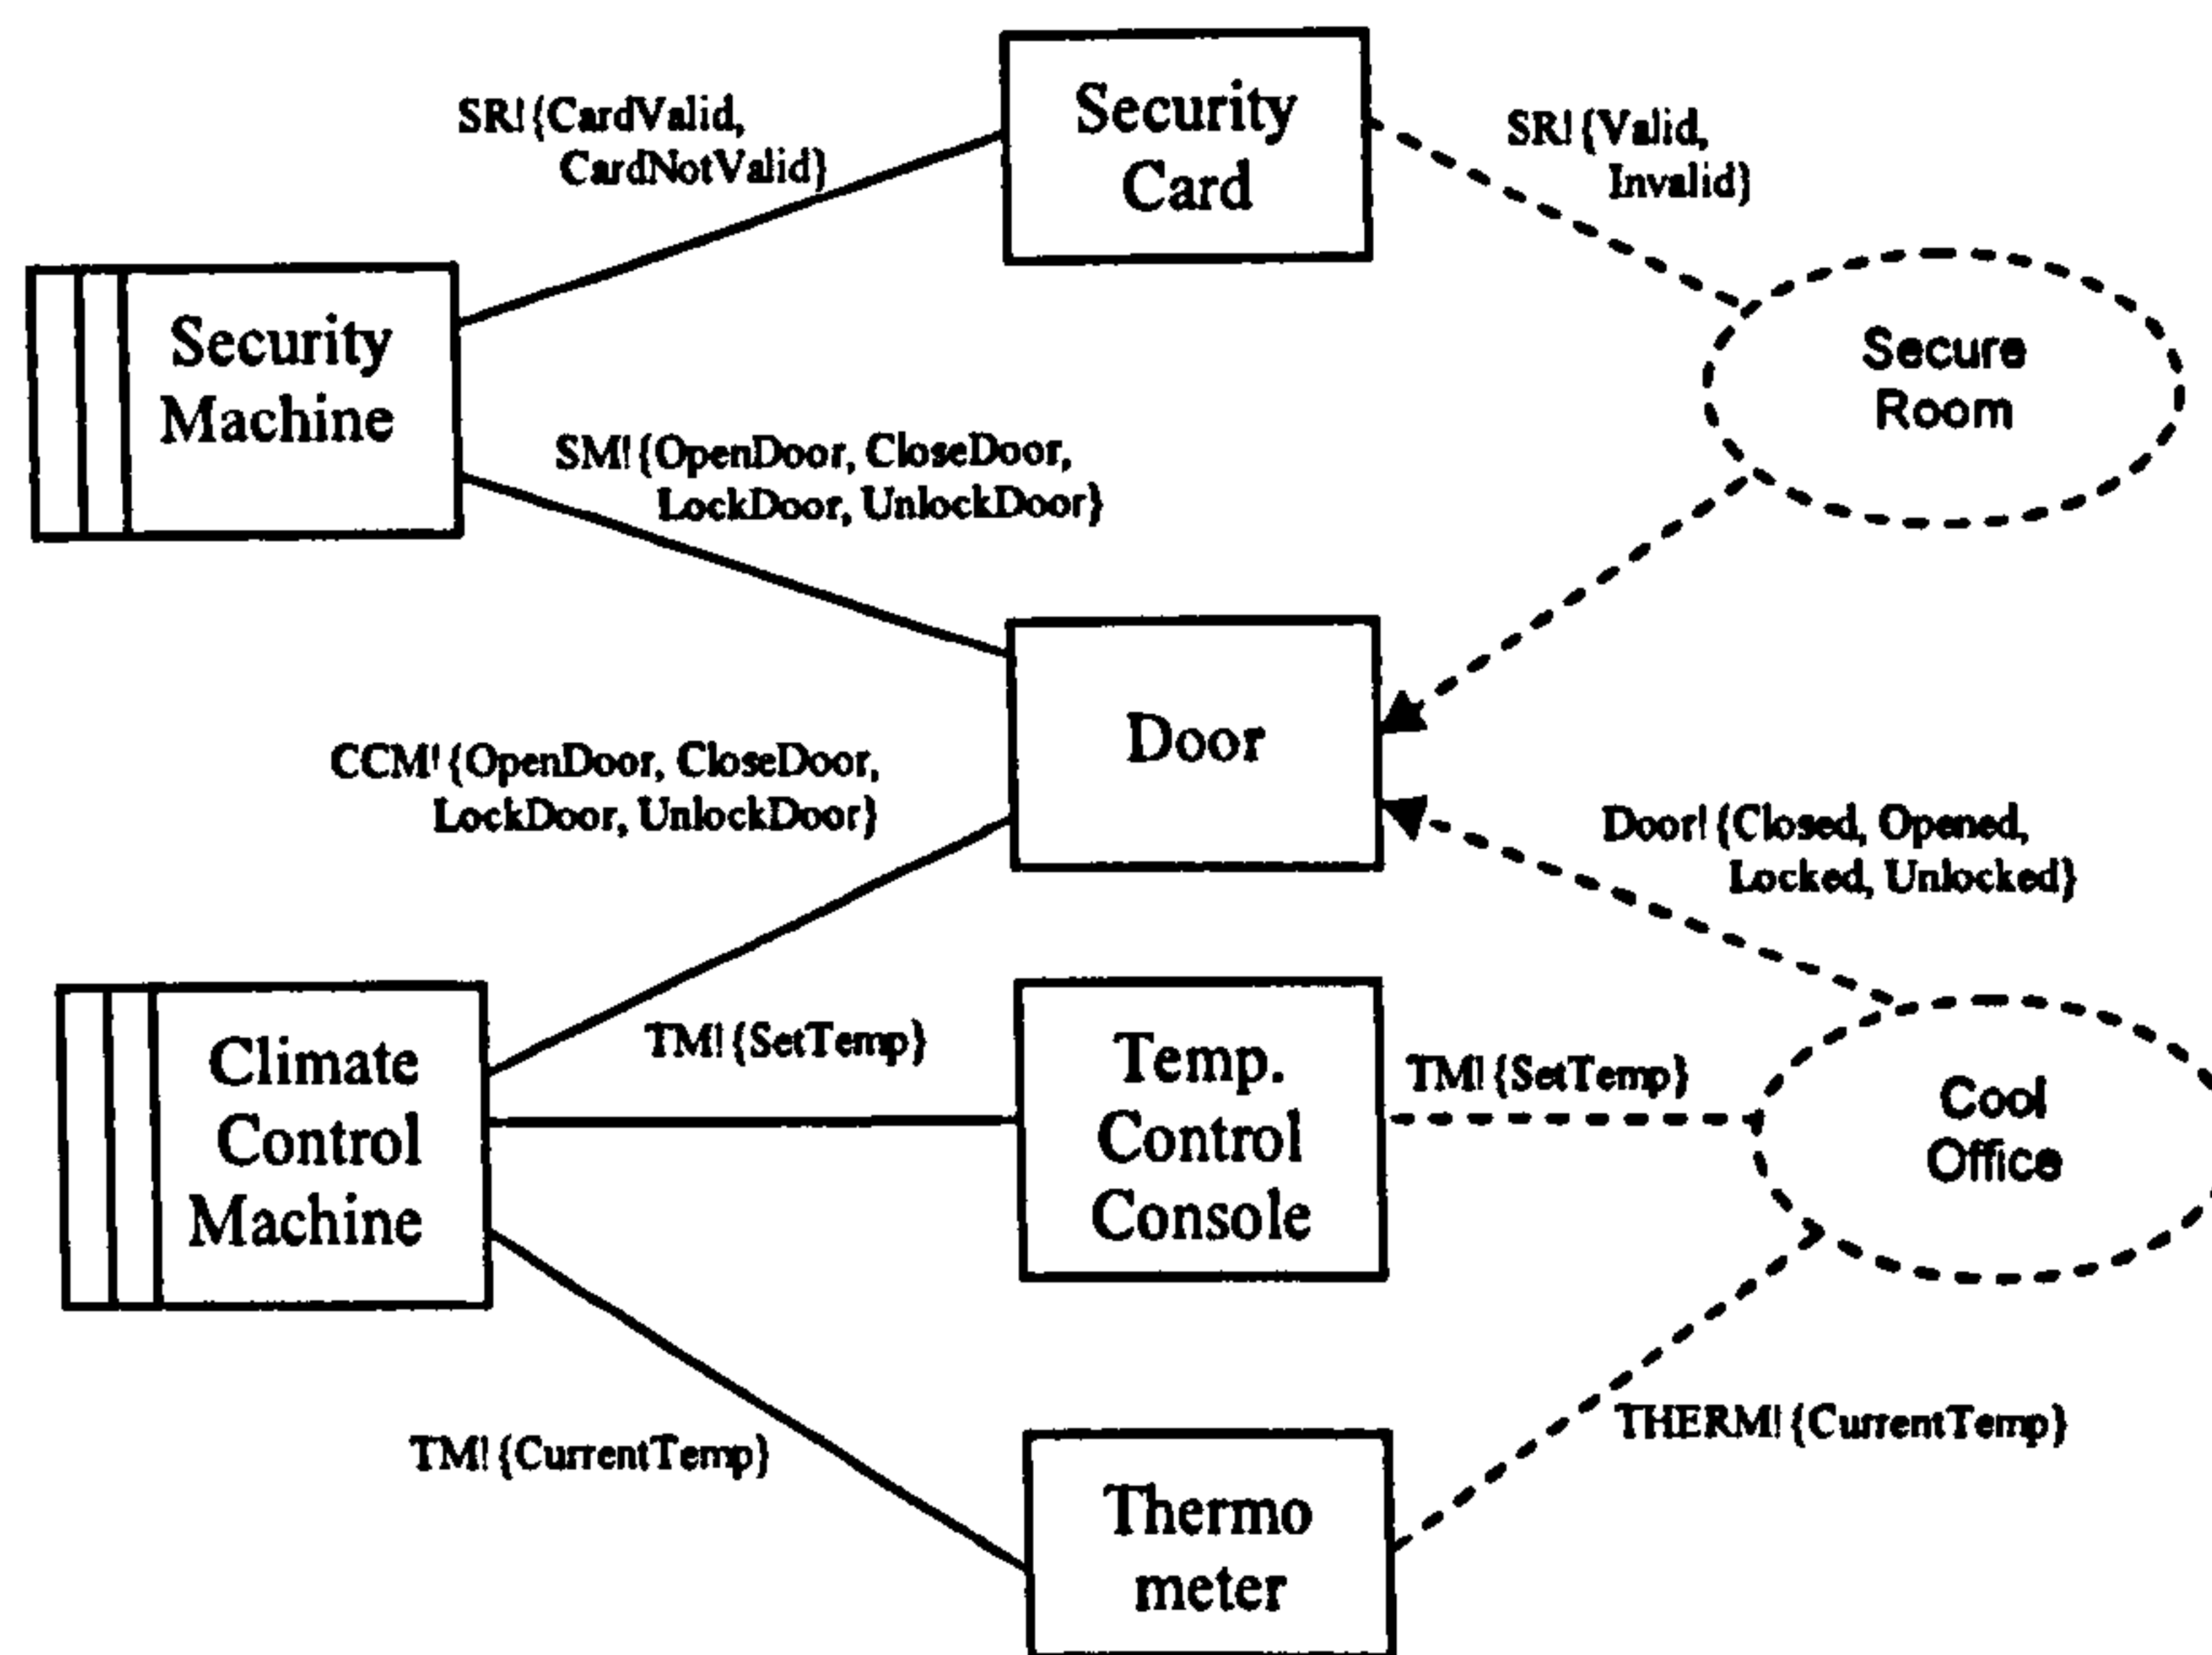 SR!{CardValid,
CardNotValid}
Security
Card
SR!{Valid,
Invalid}
Security
Machine
Secure
Room
SM!{OpenDoor, CloseDoor,
LockDoor, UnlockDoor}
Door
CCM!{OpenDoor, CloseDoor,
LockDoor, UnlockDoor}
Door!{Closed, Opened,
Locked, Unlocked}
Climate
Control
Machine
TM!{SetTemp}
Temp.
Control
Console
TM!{SetTemp}
Cool
Office
TM!{CurrentTemp}
Thermo
meter
THERM!{CurrentTemp}